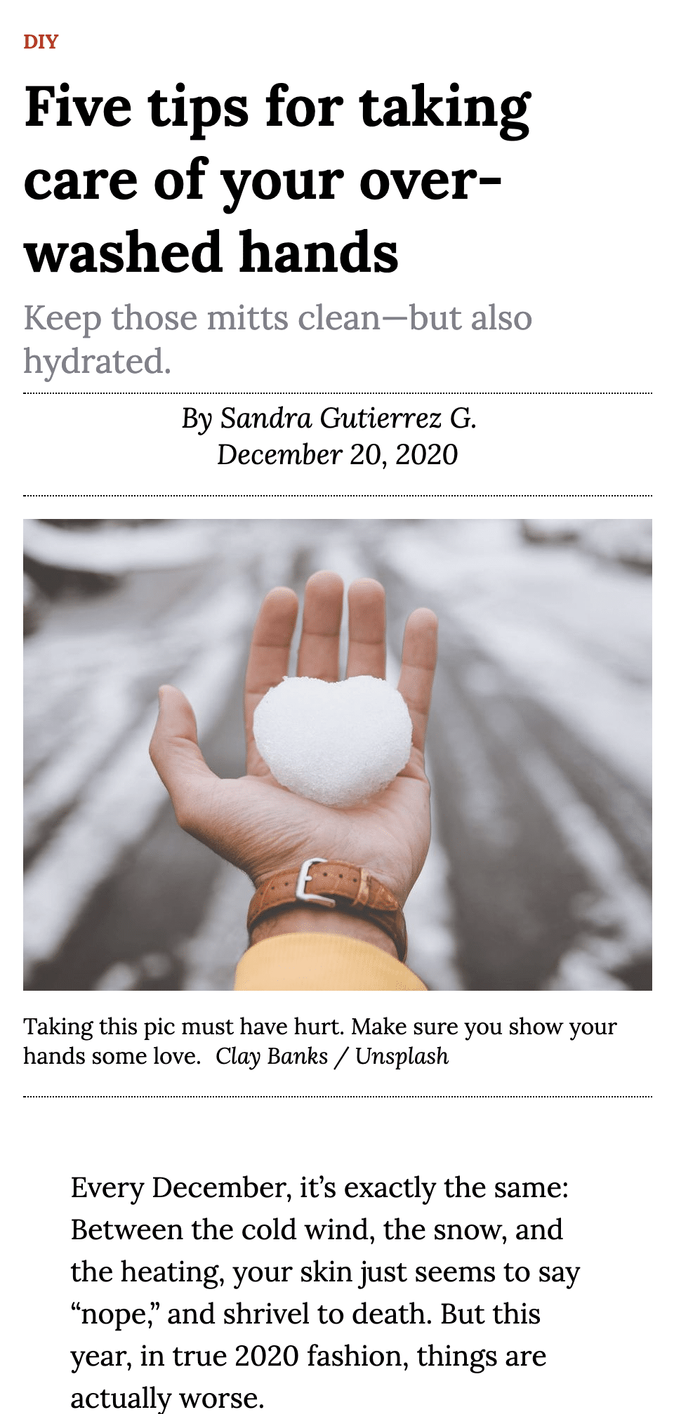 DIY
Five tips for taking
care of your over-
washed hands
Keep those mitts clean—but also
hydrated.
By Sandra Gutierrez G.
December 20, 2020
Taking this pic must have hurt. Make sure you show your
hands some love.  Clay Banks / Unsplash
Every December, it’s exactly the same:
Between the cold wind, the snow, and
the heating, your skin just seems to say
“nope,” and shrivel to death. But this
year, in true 2020 fashion, things are
actually worse.